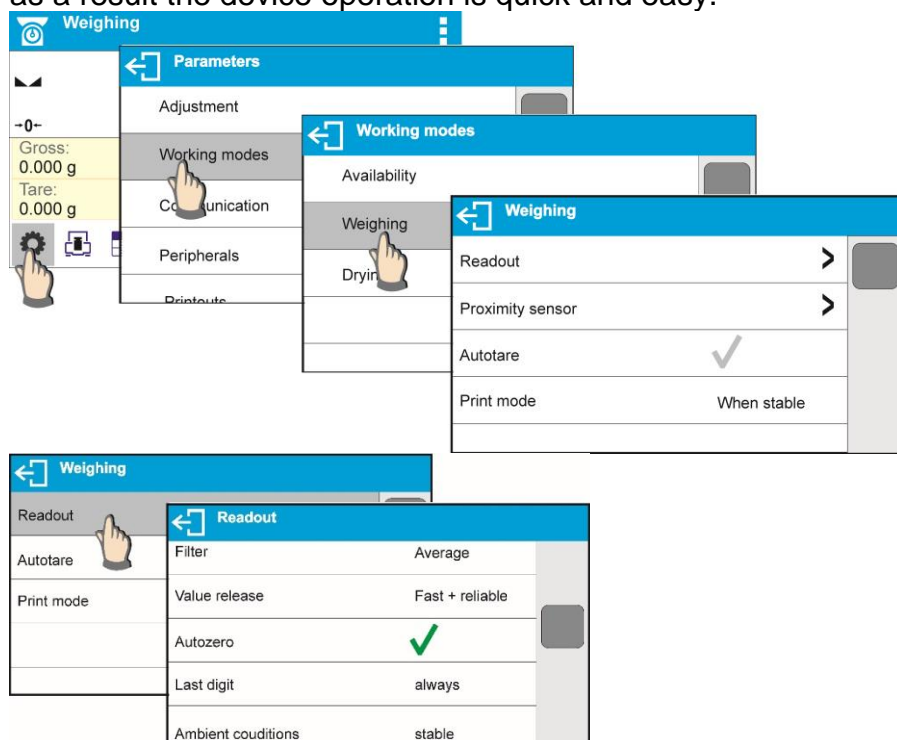 as a result the device operation is quick and easy.
Weighing
→0←
Gross:
0.000 g
Tare:
0.000 g
Parameters
Adjustment
Working modes
Peripherals
Printouts
Working modes
Availability
Weighing
Weighing
Readout >
Proximity sensor >
Autotare
Print mode When stable
Weighing
Readout
Autotare
Print mode
Readout
Filter Average
Value release Fast + reliable
Autozero
Last digit always
Ambient couditions stable